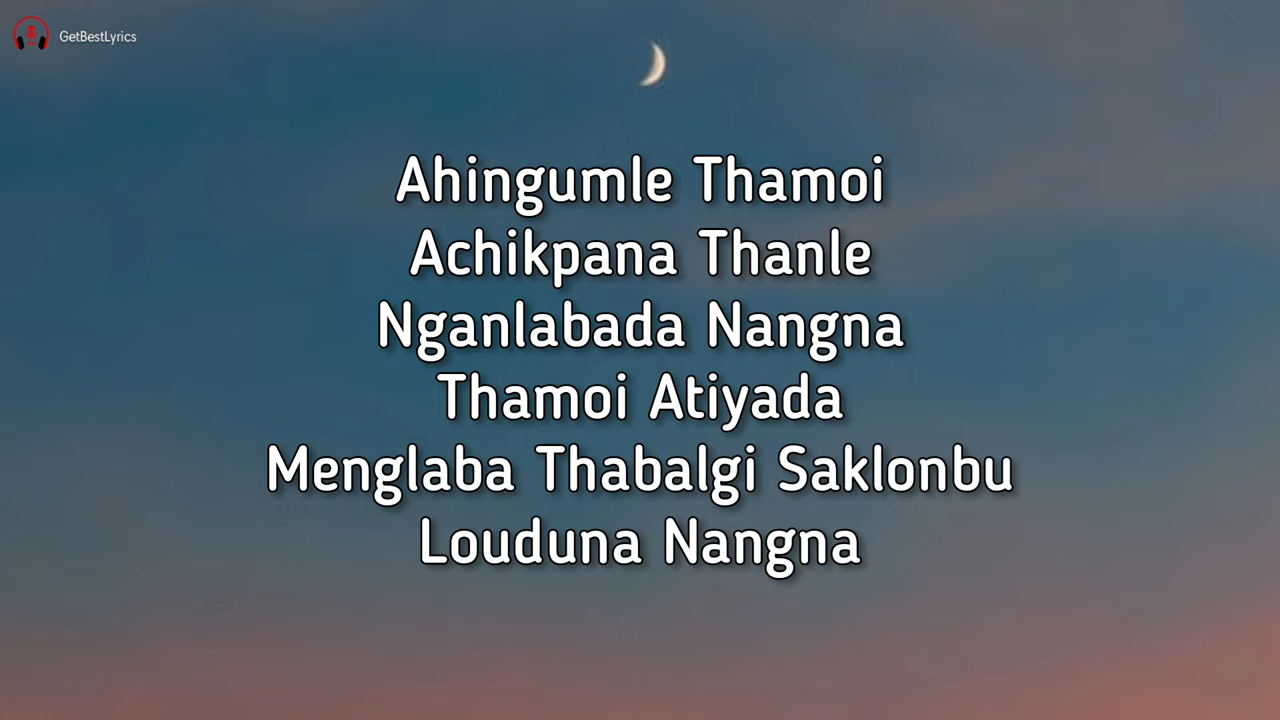 GetBestLyrics
Ahingumle Thamoi
Achikpana Thanle
Nganlabada Nangna
Thamoi Atiyada
Menglaba Thabalgi Saklonbu
Louduna Nangna